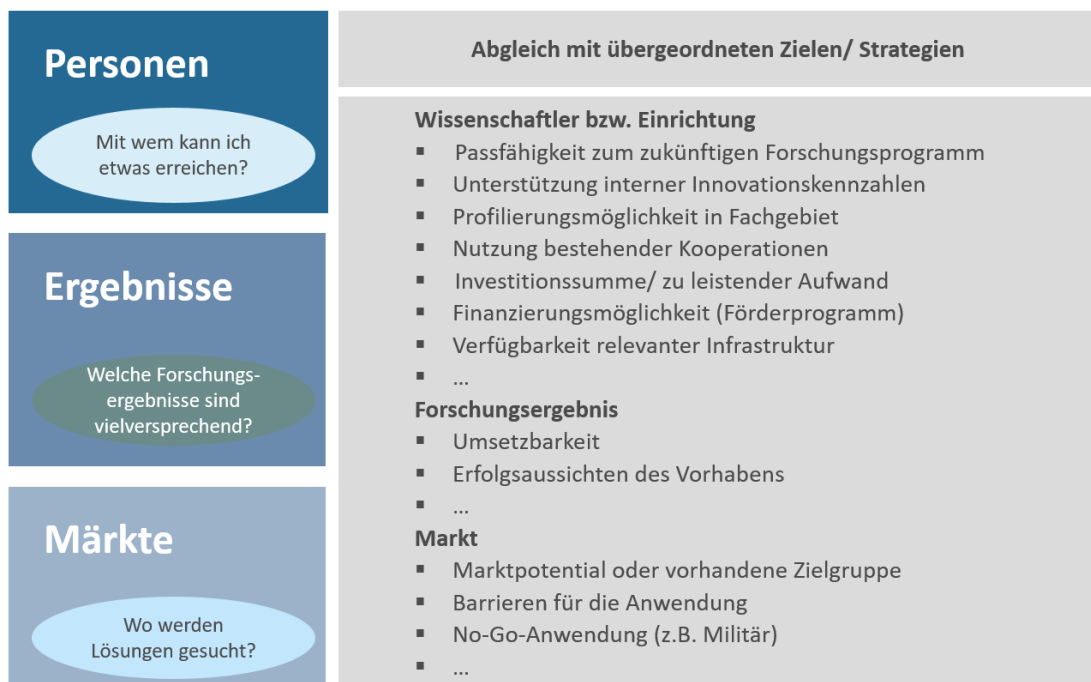 Personen
Mit wem kann ich
etwas erreichen?
Ergebnisse
Welche Forschungs-
ergebnisse sind
vielversprechend?
Märkte
Wo werden
Lösungen gesucht?
Abgleich mit übergeordneten Zielen/ Strategien
Wissenschaftler bzw. Einrichtung
▪ Passfähigkeit zum zukünftigen Forschungsprogramm
▪ Unterstützung interner Innovationskennzahlen
▪ Profilierungsmöglichkeit in Fachgebiet
▪ Nutzung bestehender Kooperationen
▪ Investitionssumme/ zu leistender Aufwand
▪ Finanzierungsmöglichkeit (Förderprogramm)
▪ Verfügbarkeit relevanter Infrastruktur
▪ ...
Forschungsergebnis
▪ Umsetzbarkeit
▪ Erfolgsaussichten des Vorhabens
▪ ...
Markt
▪ Marktpotential oder vorhandene Zielgruppe
▪ Barrieren für die Anwendung
▪ No-Go-Anwendung (z.B. Militär)
▪ ...